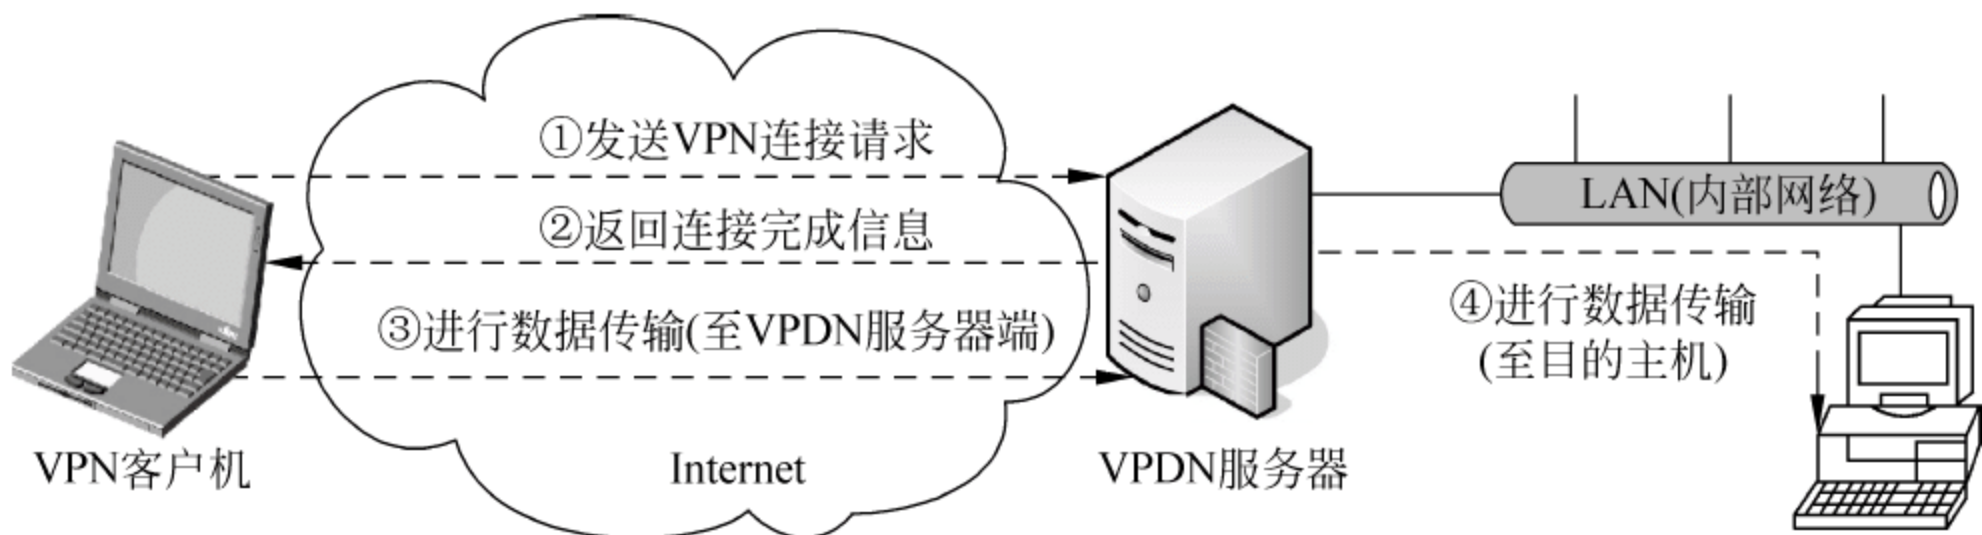 ①发送VPN连接请求
②返回连接完成信息
③进行数据传输(至VPDN服务器端)
VPN客户机
Internet
VPDN服务器
LAN(内部网络)
④进行数据传输
(至目的主机)